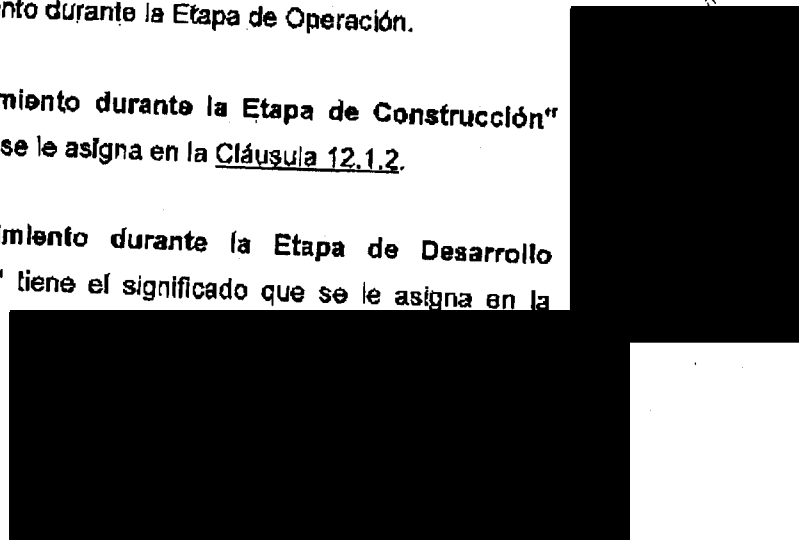 nto durante la Etapa de Operación.
miento durante la Etapa de Construcción"
se le asigna en la Cláusula 12.1.2.
miento durante la Etapa de Desarrollo
" tiene el significado que se le asigna en la